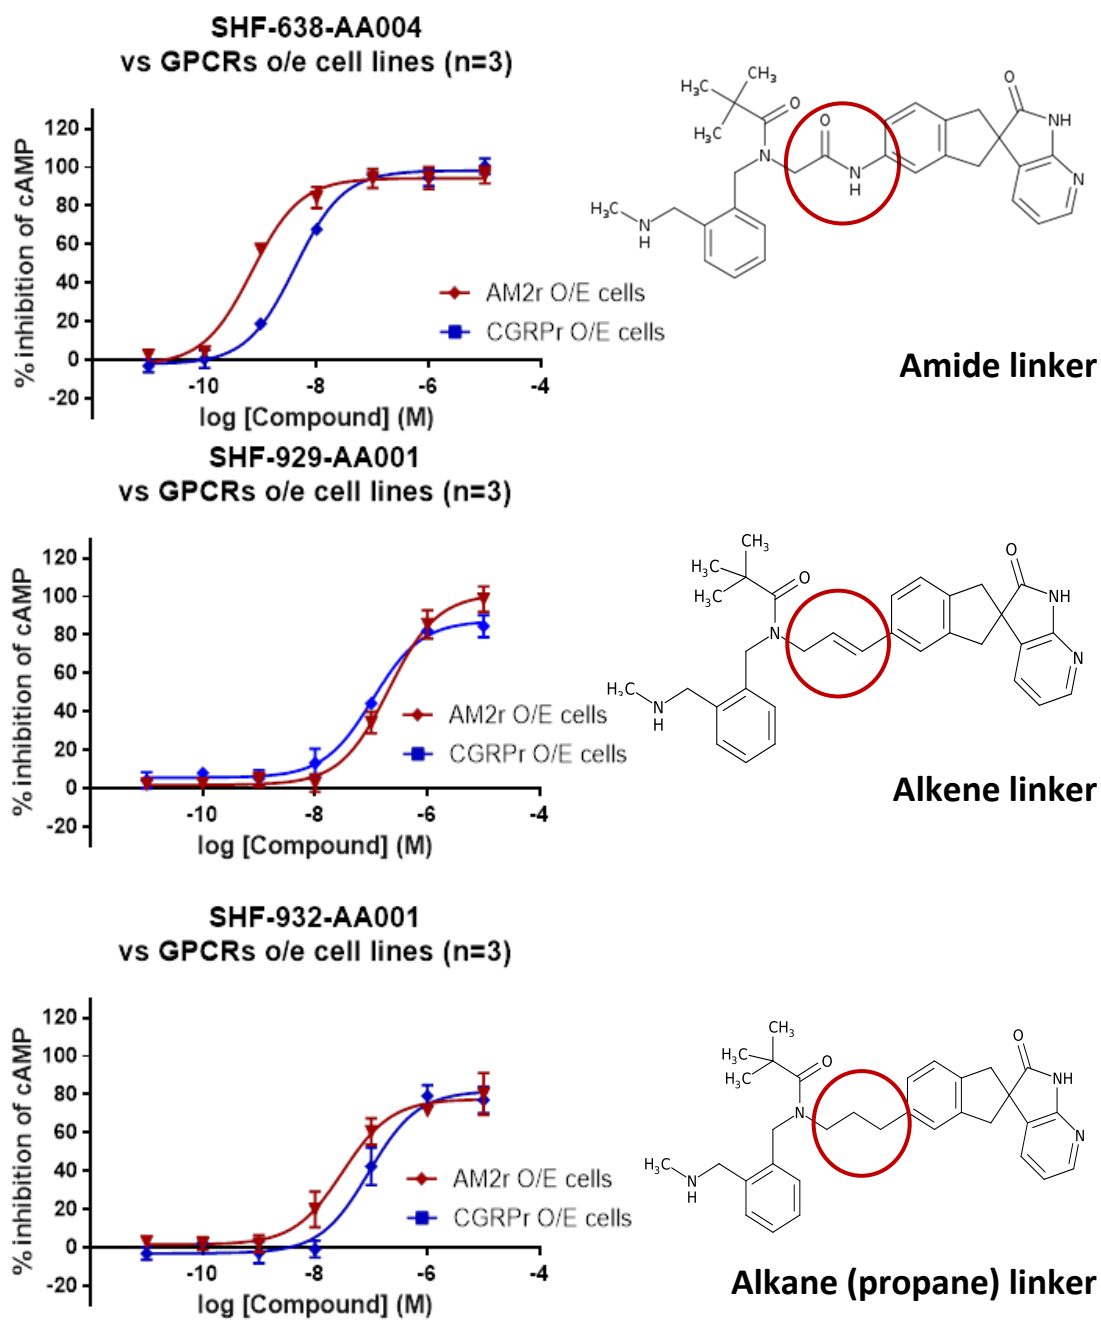 SHF-638-AA004
vs GPCRs o/e cell lines (n=3)
% inhibition of cAMP
120
100
80
60
40
20
0
-20
-10
-8
-6
-4
log [Compound] (M)
AM2r O/E cells
CGRPr O/E cells
H₃C
CH₃
H₃C
O
N
O
N
H
H₃C
N
H
O
NH
N
Amide linker
SHF-929-AA001
vs GPCRs o/e cell lines (n=3)
% inhibition of cAMP
120
100
80
60
40
20
0
-20
-10
-8
-6
-4
log [Compound] (M)
AM2r O/E cells
CGRPr O/E cells
CH₃
H₃C
H₃C
O
N
H₃C
N
H
O
NH
N
Alkene linker
SHF-932-AA001
vs GPCRs o/e cell lines (n=3)
% inhibition of cAMP
120
100
80
60
40
20
0
-20
-10
-8
-6
-4
log [Compound] (M)
AM2r O/E cells
CGRPr O/E cells
CH₃
H₃C
H₃C
O
N
H₃C
N
H
O
NH
N
Alkane (propane) linker